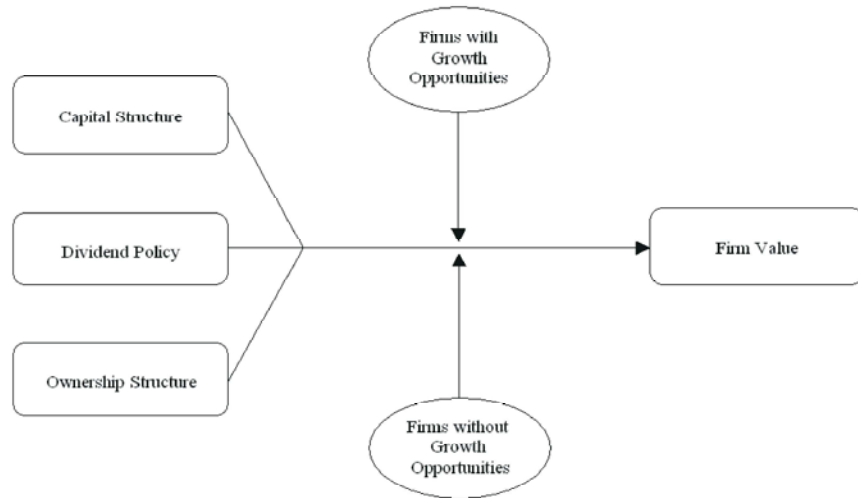 Firms with
Growth
Opportunities
Capital Structure
Dividend Policy
Firm Value
Ownership Structure
Firms without
Growth
Opportunities